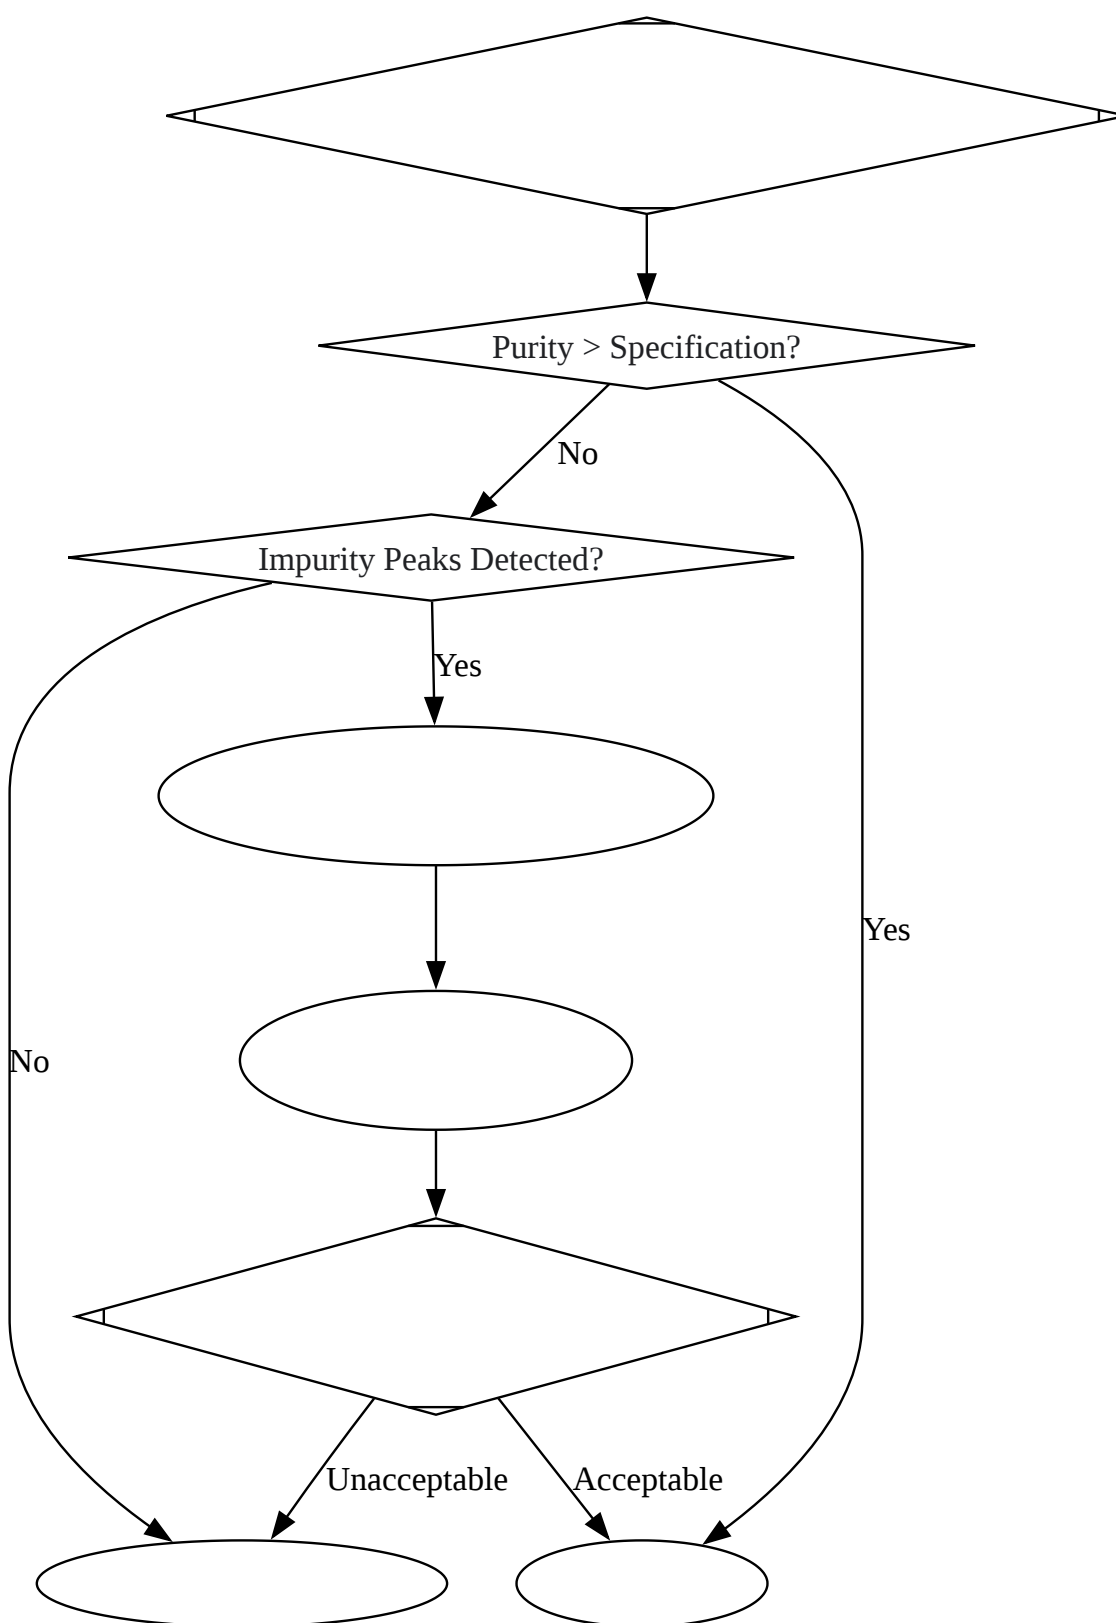 Purity > Specification?
No
Impurity Peaks Detected?
Yes
Yes
No
Unacceptable
Acceptable